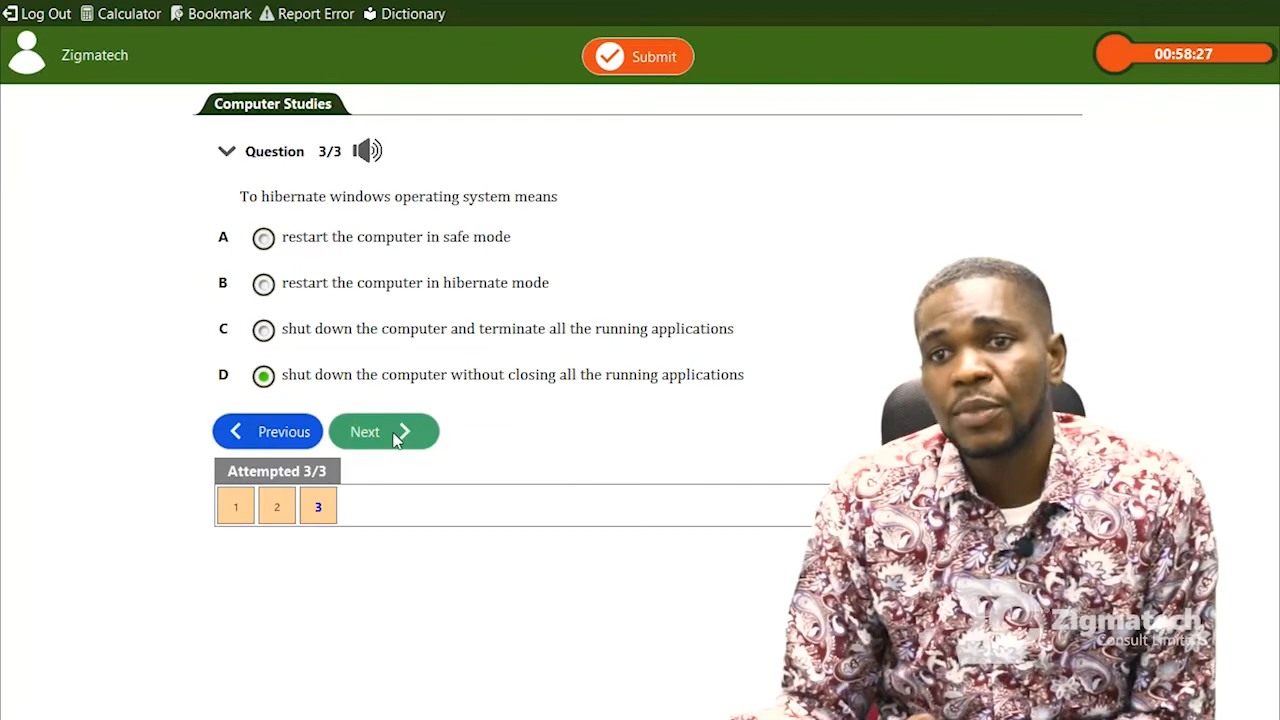 Log Out Calculator Bookmark Report Error Dictionary
Zigmatech
Submit
00:58:27
Computer Studies
Question 3/3
To hibernate windows operating system means
A restart the computer in safe mode
B restart the computer in hibernate mode
C shut down the computer and terminate all the running applications
D shut down the computer without closing all the running applications
Previous Next
Attempted 3/3
1 2 3
Zigmatech
Consult Limited